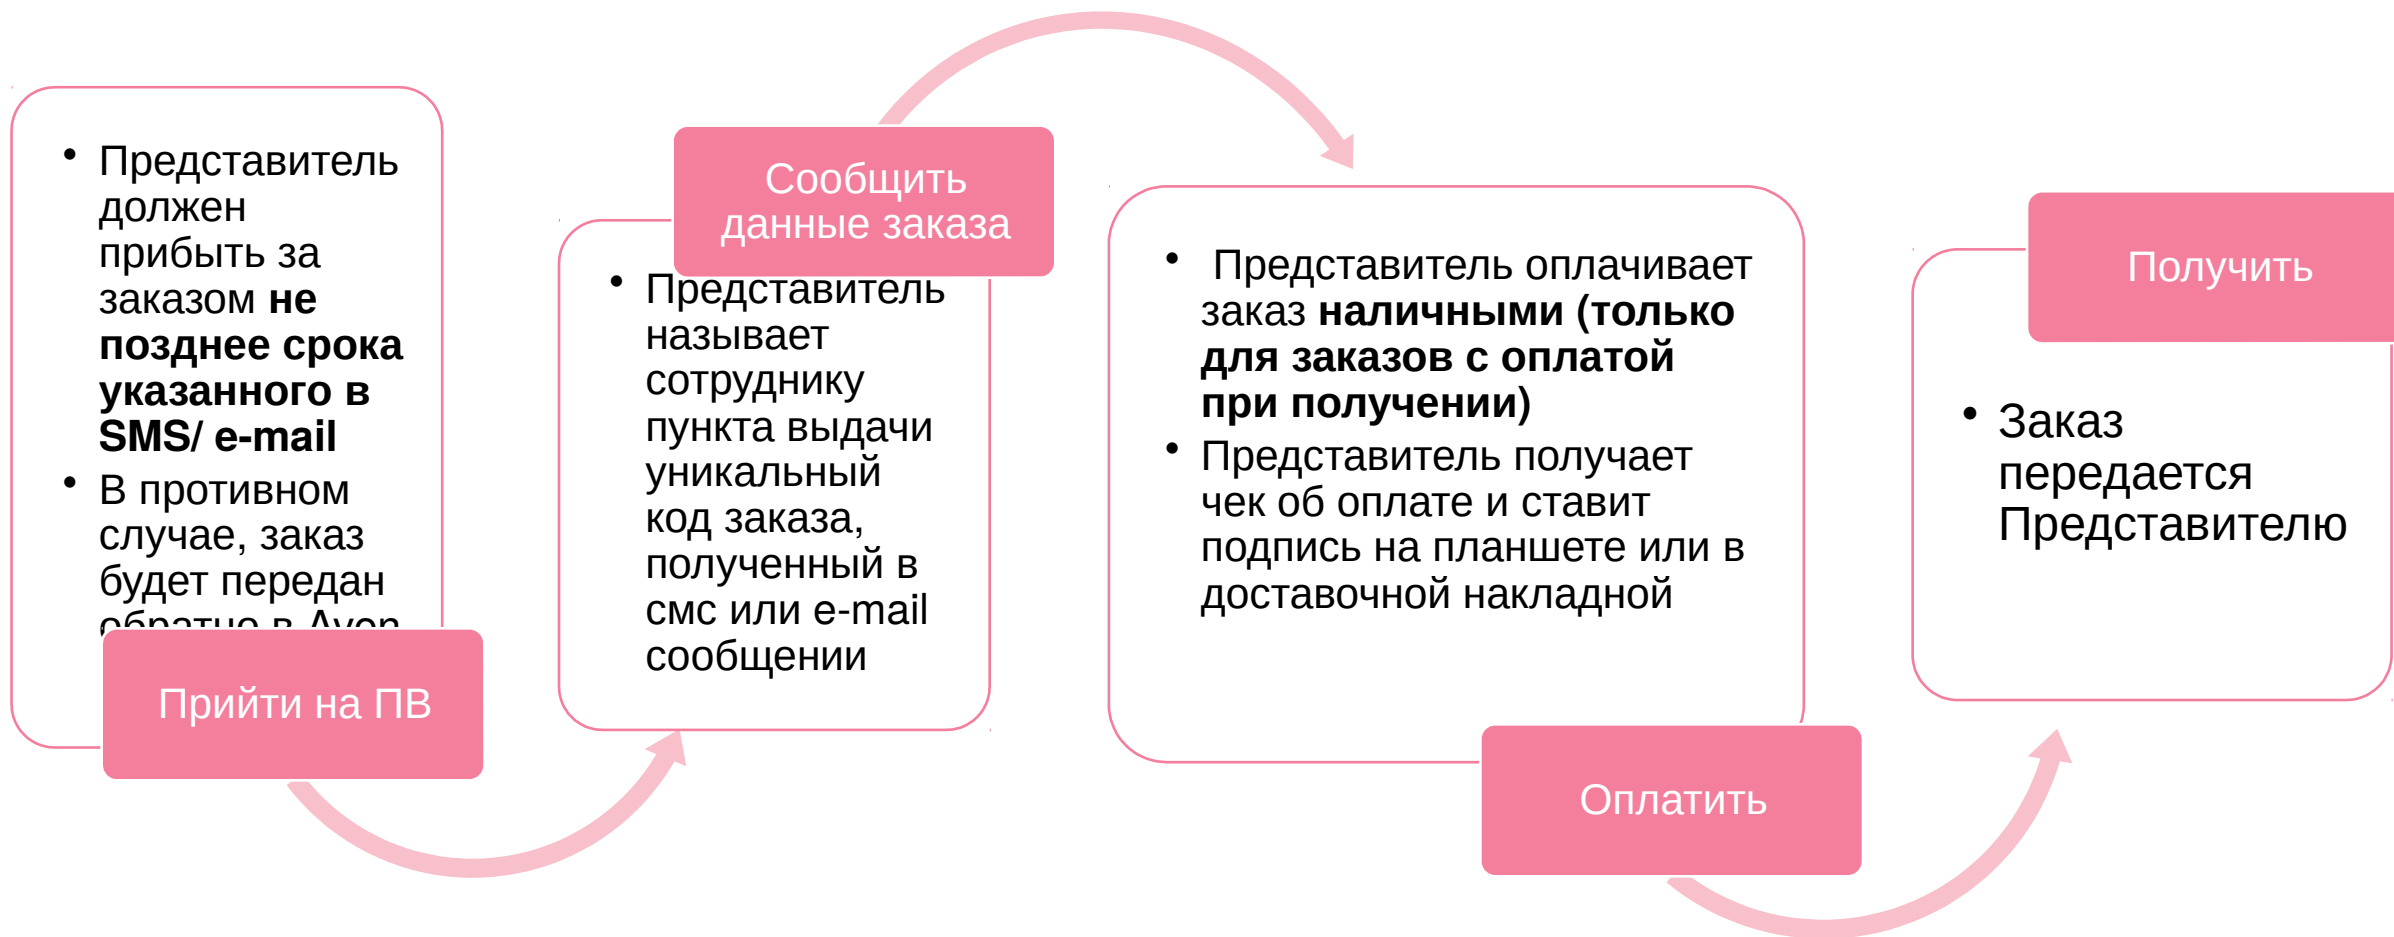 Представитель
должен
прибыть за
заказом не
позднее срока
указанного в
SMS/ e-mail
В противном
случае, заказ
будет передан
обратно в Avon
Прийти на ПВ
Сообщить
данные заказа
Представитель
называет
сотруднику
пункта выдачи
уникальный
код заказа,
полученный в
смс или e-mail
сообщении
Представитель оплачивает
заказ наличными (только
для заказов с оплатой
при получении)
Представитель получает
чек об оплате и ставит
подпись на планшете или в
доставочной накладной
Оплатить
Получить
Заказ
передается
Представителю